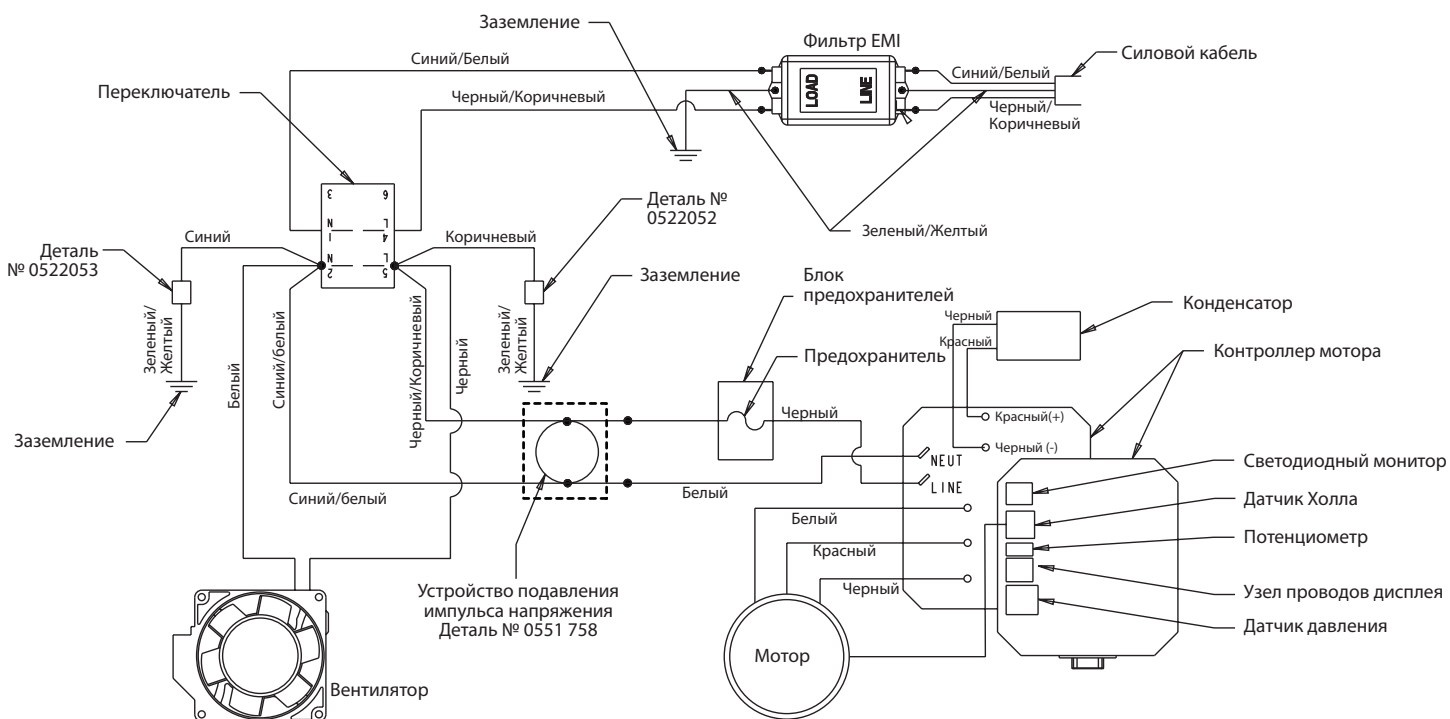 Заземление
Фильтр EMI
Силовой кабель
Синий/Белый
Синий/Белый
Переключатель
Черный/Коричневый
LOAD
LINE
Черный/
Коричневый
3
6
Деталь №
0522052
N
1
L
4
Зеленый/Желтый
Деталь
№ 0522053
Синий
Коричневый
N
2
L
5
Заземление
Блок
предохранителей
Конденсатор
Зеленый/
Желтый
Белый
Синий/белый
Черный/Коричневый
Черный
Зеленый/
Желтый
Черный
Красный
Предохранитель
Контроллер мотора
Заземление
Черный
Красный(+)
Черный (-)
NEUT
LINE
Светодиодный монитор
Синий/белый
Белый
Датчик Холла
Белый
Потенциометр
Красный
Устройство подавления
импульса напряжения
Деталь № 0551 758
Черный
Узел проводов дисплея
Датчик давления
Мотор
Вентилятор